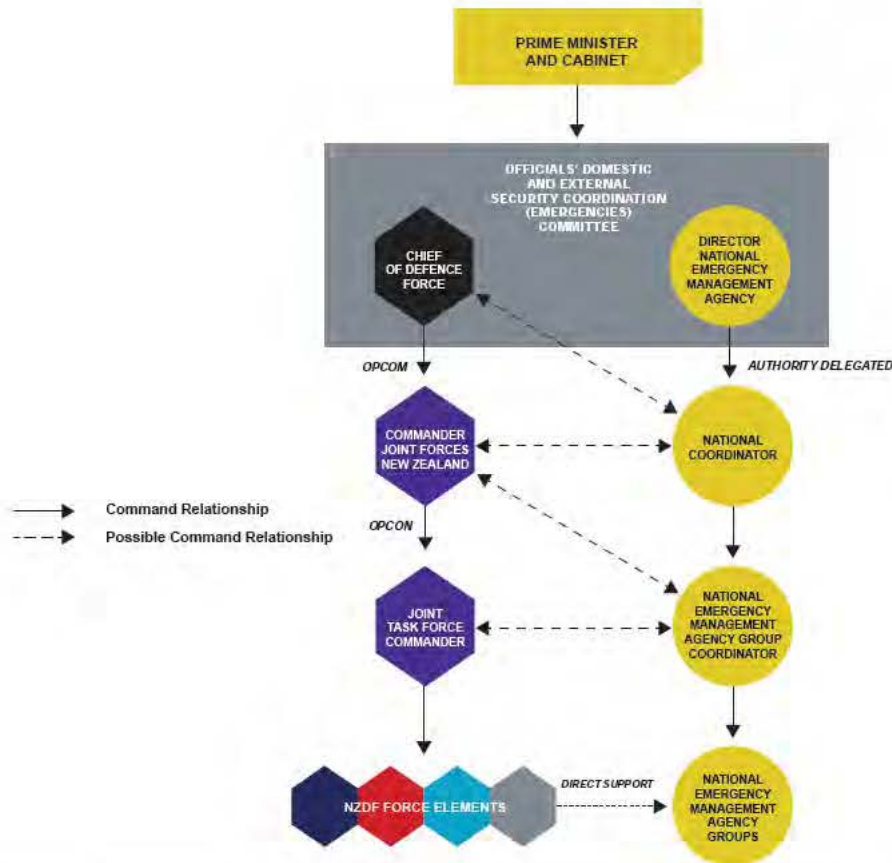 PRIME MINISTER
AND CABINET
OFFICIALS' DOMESTIC
AND EXTERNAL
SECURITY COORDINATION
(EMERGENCIES)
COMMITTEE
CHIEF
OF DEFENCE
FORCE
DIRECTOR
NATIONAL
EMERGENCY
MANAGEMENT
AGENCY
OPCOM
AUTHORITY DELEGATED
COMMANDER
JOINT FORCES
NEW ZEALAND
NATIONAL
COORDINATOR
Command Relationship
Possible Command Relationship
OPCON
JOINT
TASK FORCE
COMMANDER
NATIONAL
EMERGENCY
MANAGEMENT
AGENCY GROUP
COORDINATOR
NZDF FORCE ELEMENTS
DIRECT SUPPORT
NATIONAL
EMERGENCY
MANAGEMENT
AGENCY
GROUPS